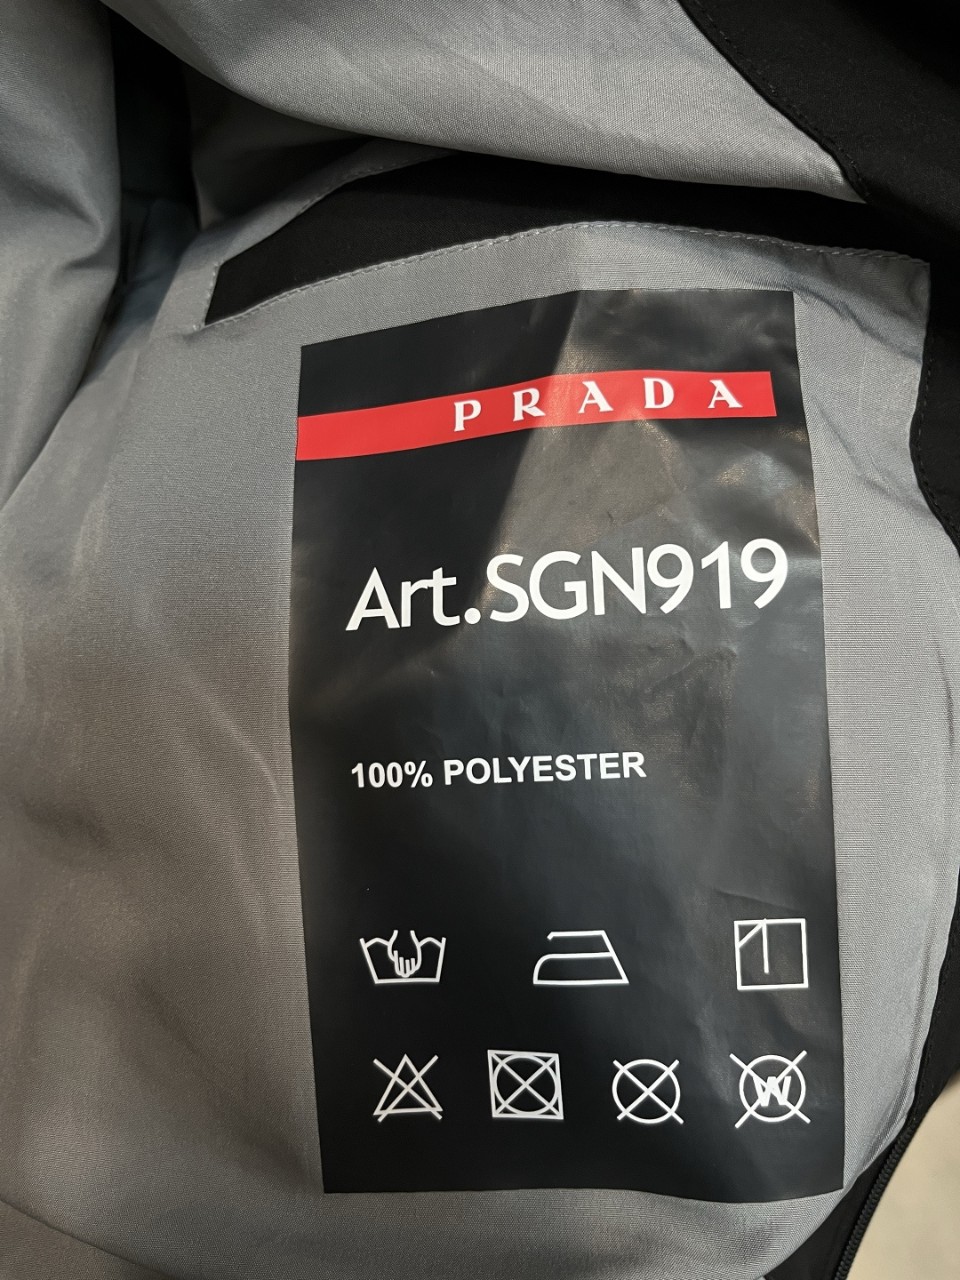 PRADA
Art.SGN919
100% POLYESTER
W